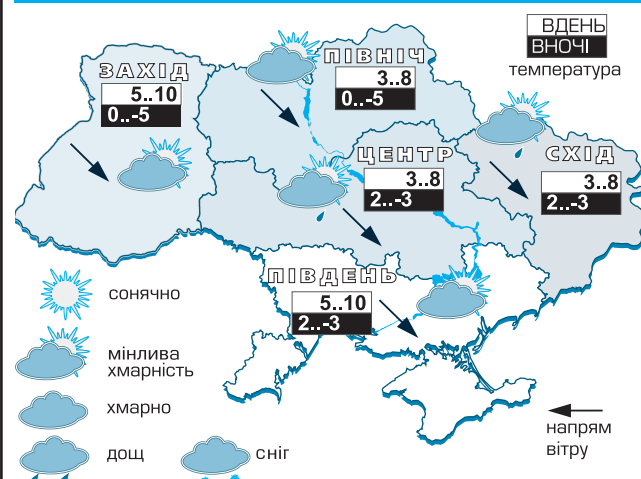 ВДЕНЬ
ВНОЧІ
температура
ЗАХІД
5..10
0..-5
ПІВНІЧ
3..8
0..-5
ЦЕНТР
3..8
2..-3
СХІД
3..8
2..-3
ПІВДЕНЬ
5..10
2..-3
сонячно
мінлива
хмарність
хмарно
дощ
сніг
напрям
вітру